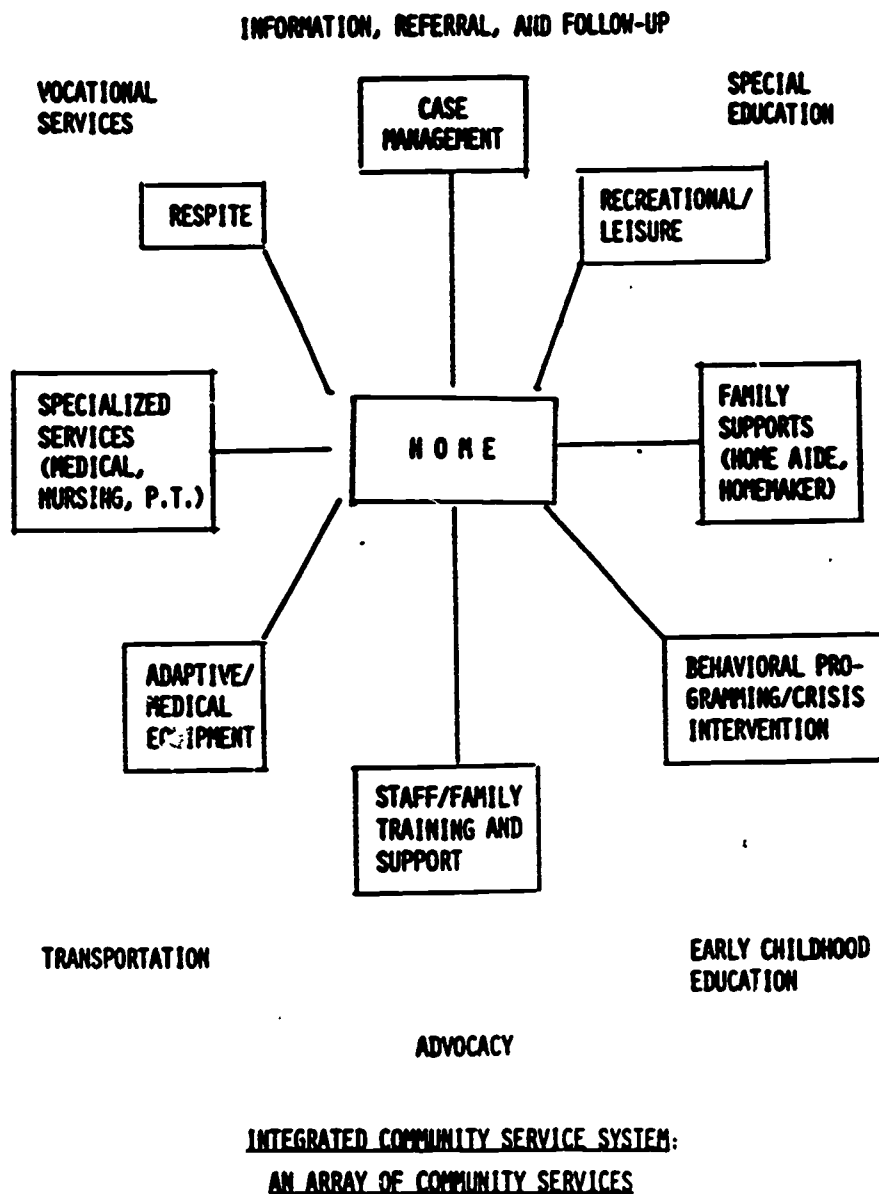 INFORMATION, REFERRAL, AND FOLLOW-UP
VOCATIONAL
SERVICES
CASE
MANAGEMENT
SPECIAL
EDUCATION
RESPITE
RECREATIONAL/
LEISURE
SPECIALIZED
SERVICES
(MEDICAL,
NURSING, P.T.)
H O M E
FAMILY
SUPPORTS
(HOME AIDE,
HOMEMAKER)
ADAPTIVE/
MEDICAL
EQUIPMENT
BEHAVIORAL PRO-
GRAMMING/CRISIS
INTERVENTION
STAFF/FAMILY
TRAINING AND
SUPPORT
TRANSPORTATION
EARLY CHILDHOOD
EDUCATION
ADVOCACY
INTEGRATED COMMUNITY SERVICE SYSTEM:
AN ARRAY OF COMMUNITY SERVICES